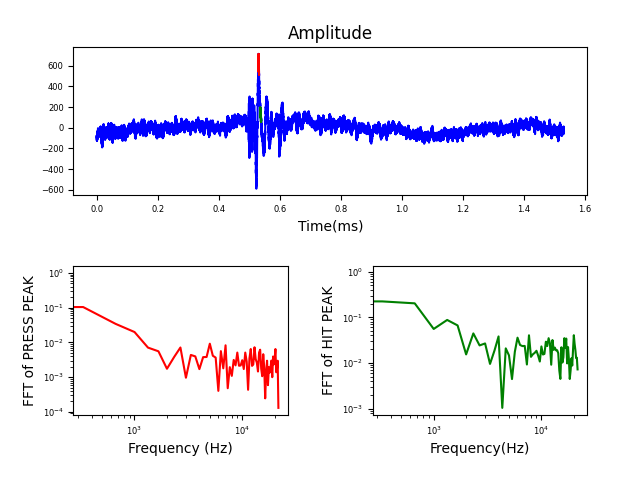 Amplitude
600
400
200
0
−200
−400
−600
0.0 0.2 0.4 0.6 0.8 1.0 1.2 1.4 1.6
Time(ms)
FFT of PRESS PEAK
10⁰
10⁻¹
10⁻²
10⁻³
10⁻⁴
10³ 10⁴
Frequency (Hz)
FFT of HIT PEAK
10⁰
10⁻¹
10⁻²
10⁻³
10³ 10⁴
Frequency(Hz)